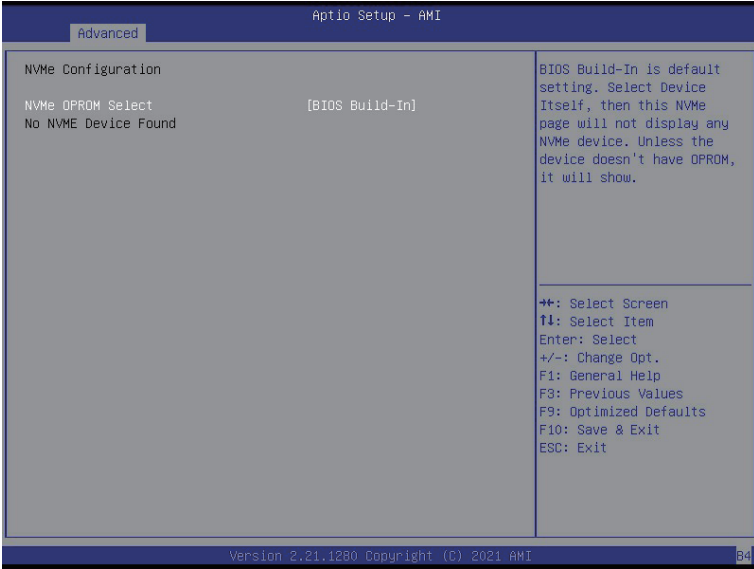 Aptio Setup – AMI
Advanced
NVMe Configuration
NVMe OPROM Select [BIOS Build-In]
No NVME Device Found
BIOS Build-In is default
setting. Select Device
Itself, then this NVMe
page will not display any
NVMe device. Unless the
device doesn't have OPROM,
it will show.
→←: Select Screen
↑↓: Select Item
Enter: Select
+/-: Change Opt.
F1: General Help
F3: Previous Values
F9: Optimized Defaults
F10: Save & Exit
ESC: Exit
Version 2.21.1280 Copyright (C) 2021 AMI
B4